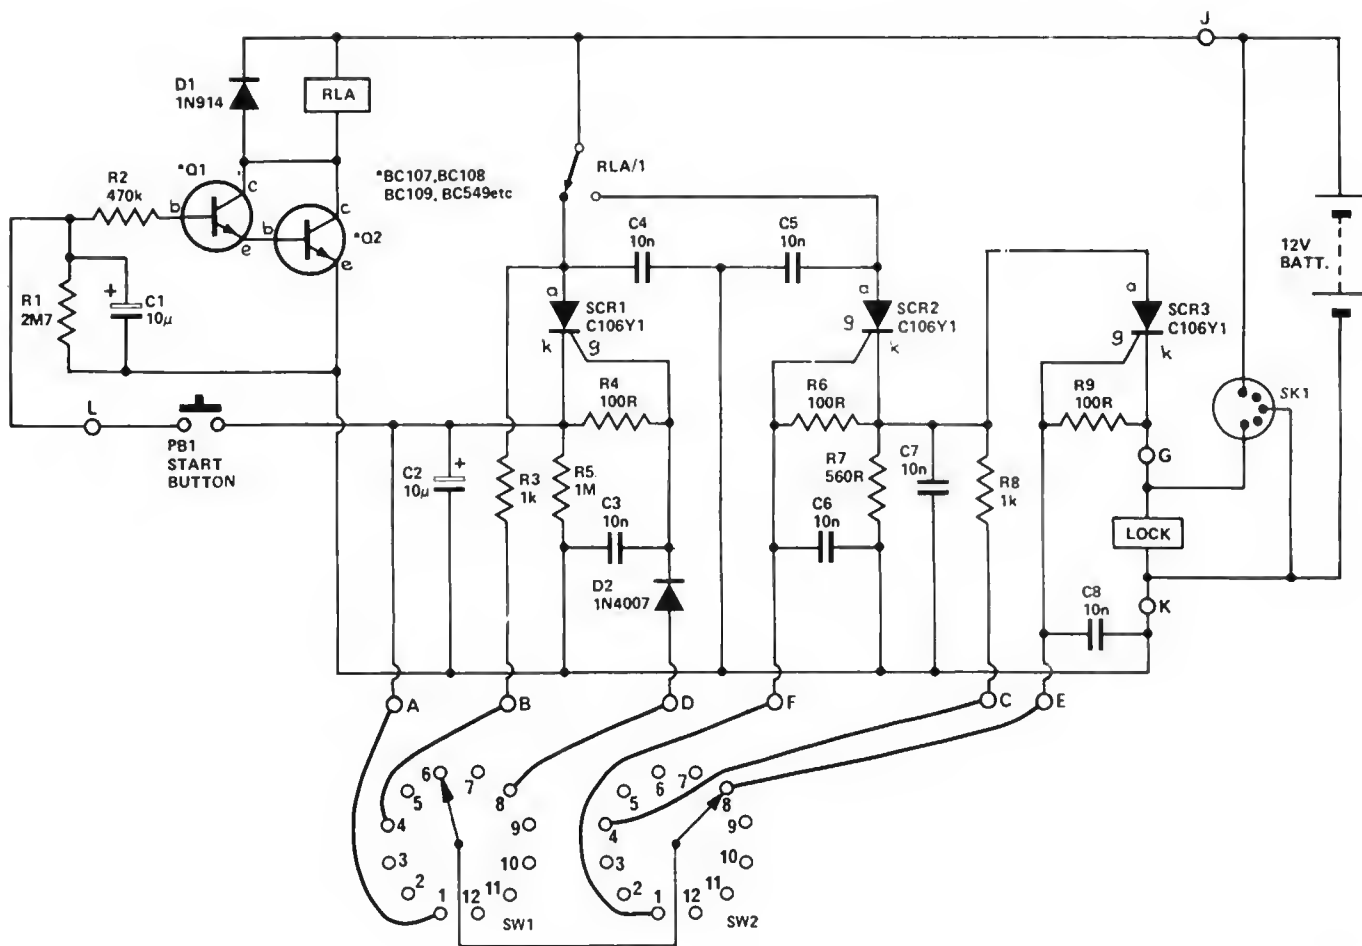 J
D1
1N914
RLA
*Q1
*BC107,BC108
BC109, BC549etc
R2
470k
b
c
e
b
c
e
*Q2
R1
2M7
+
C1
10µ
RLA/1
C4
10n
C5
10n
12V
BATT.
a
SCR1
C106Y1
k
g
a
SCR2
C106Y1
g
k
a
SCR3
C106Y1
g
k
L
PB1
START
BUTTON
R4
100R
R6
100R
R9
100R
SK1
C2
10µ
+
R3
1k
R5
1M
C3
10n
R7
560R
C7
10n
C6
10n
R8
1k
G
LOCK
D2
1N4007
C8
10n
K
A
B
D
F
C
E
6
7
5
8
4
9
3
10
2
11
1
12
SW1
6
7
5
8
4
9
3
10
2
11
1
12
SW2